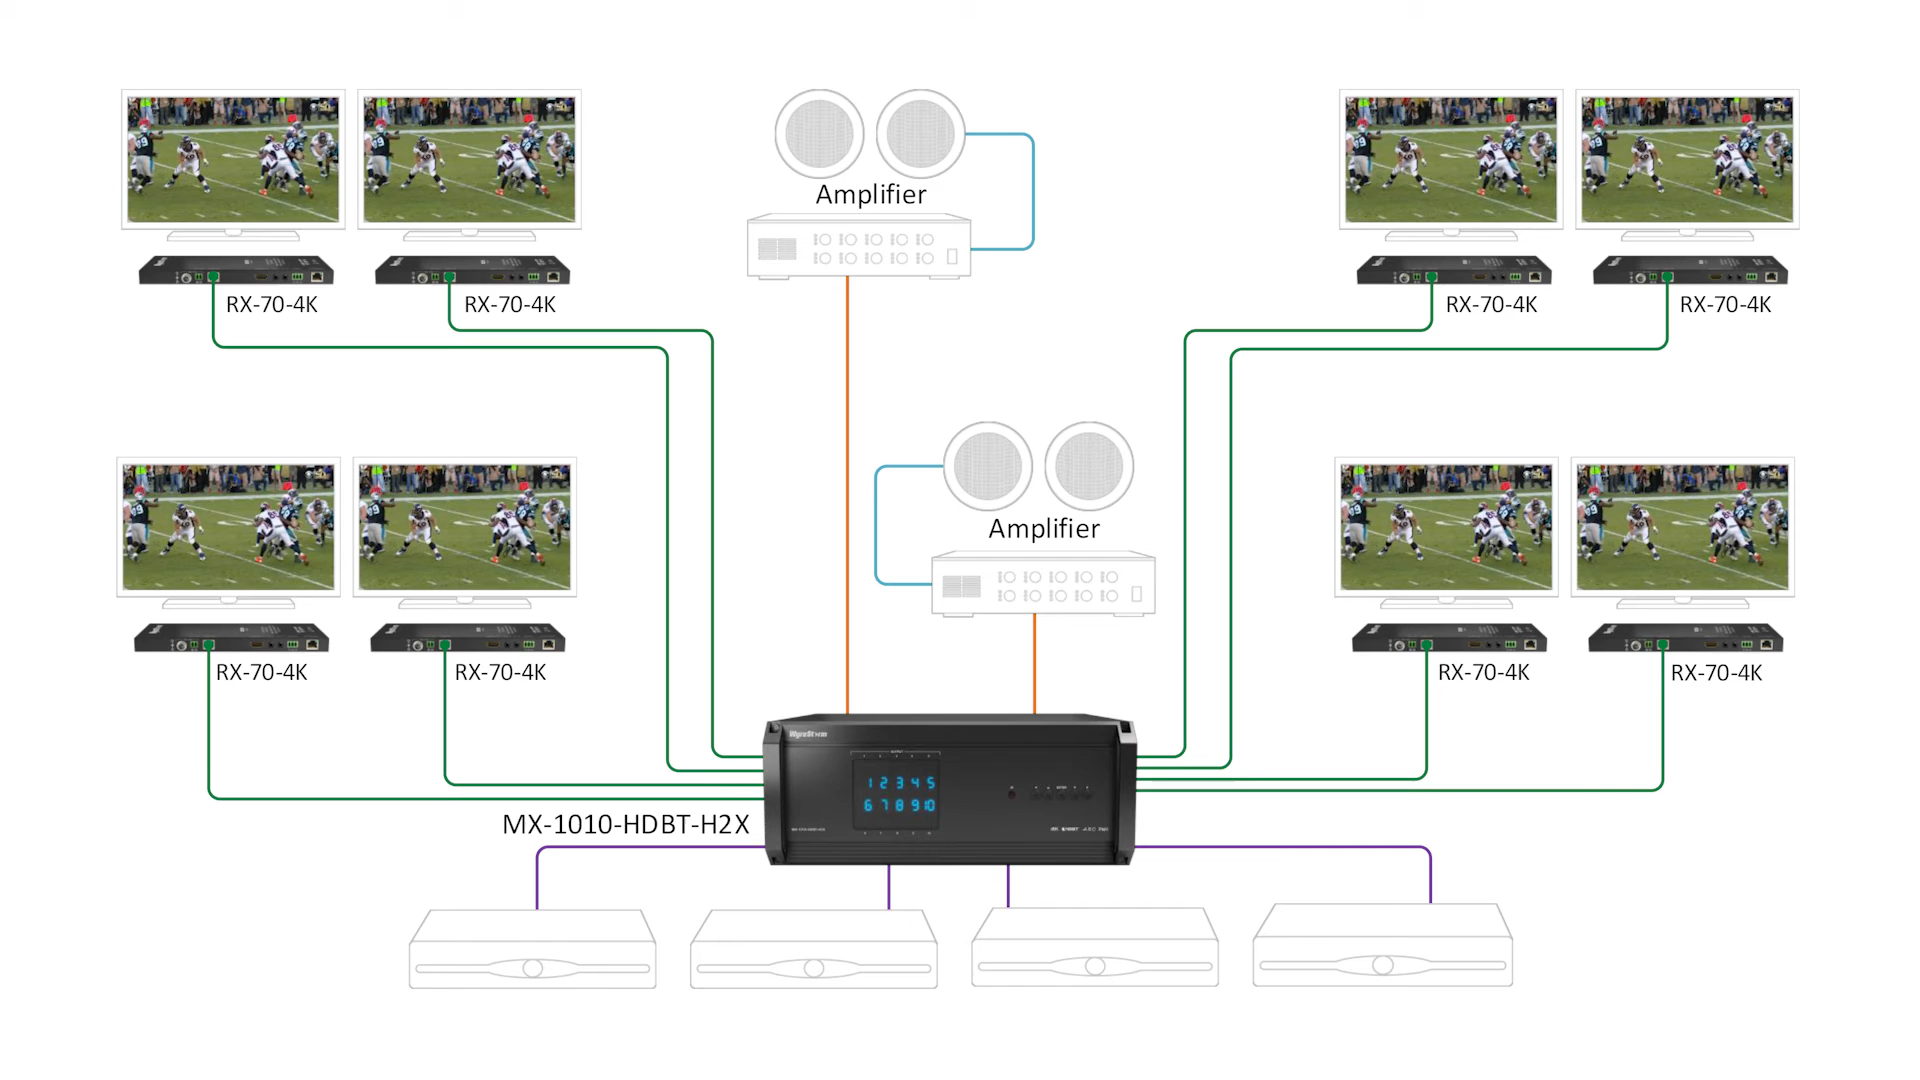 Amplifier
RX-70-4K
RX-70-4K
RX-70-4K
RX-70-4K
Amplifier
RX-70-4K
RX-70-4K
RX-70-4K
RX-70-4K
WyreStorm
OUTPUT
1 2 3 4 5
6 7 8 9 10
MX-1010-HDBT-H2X